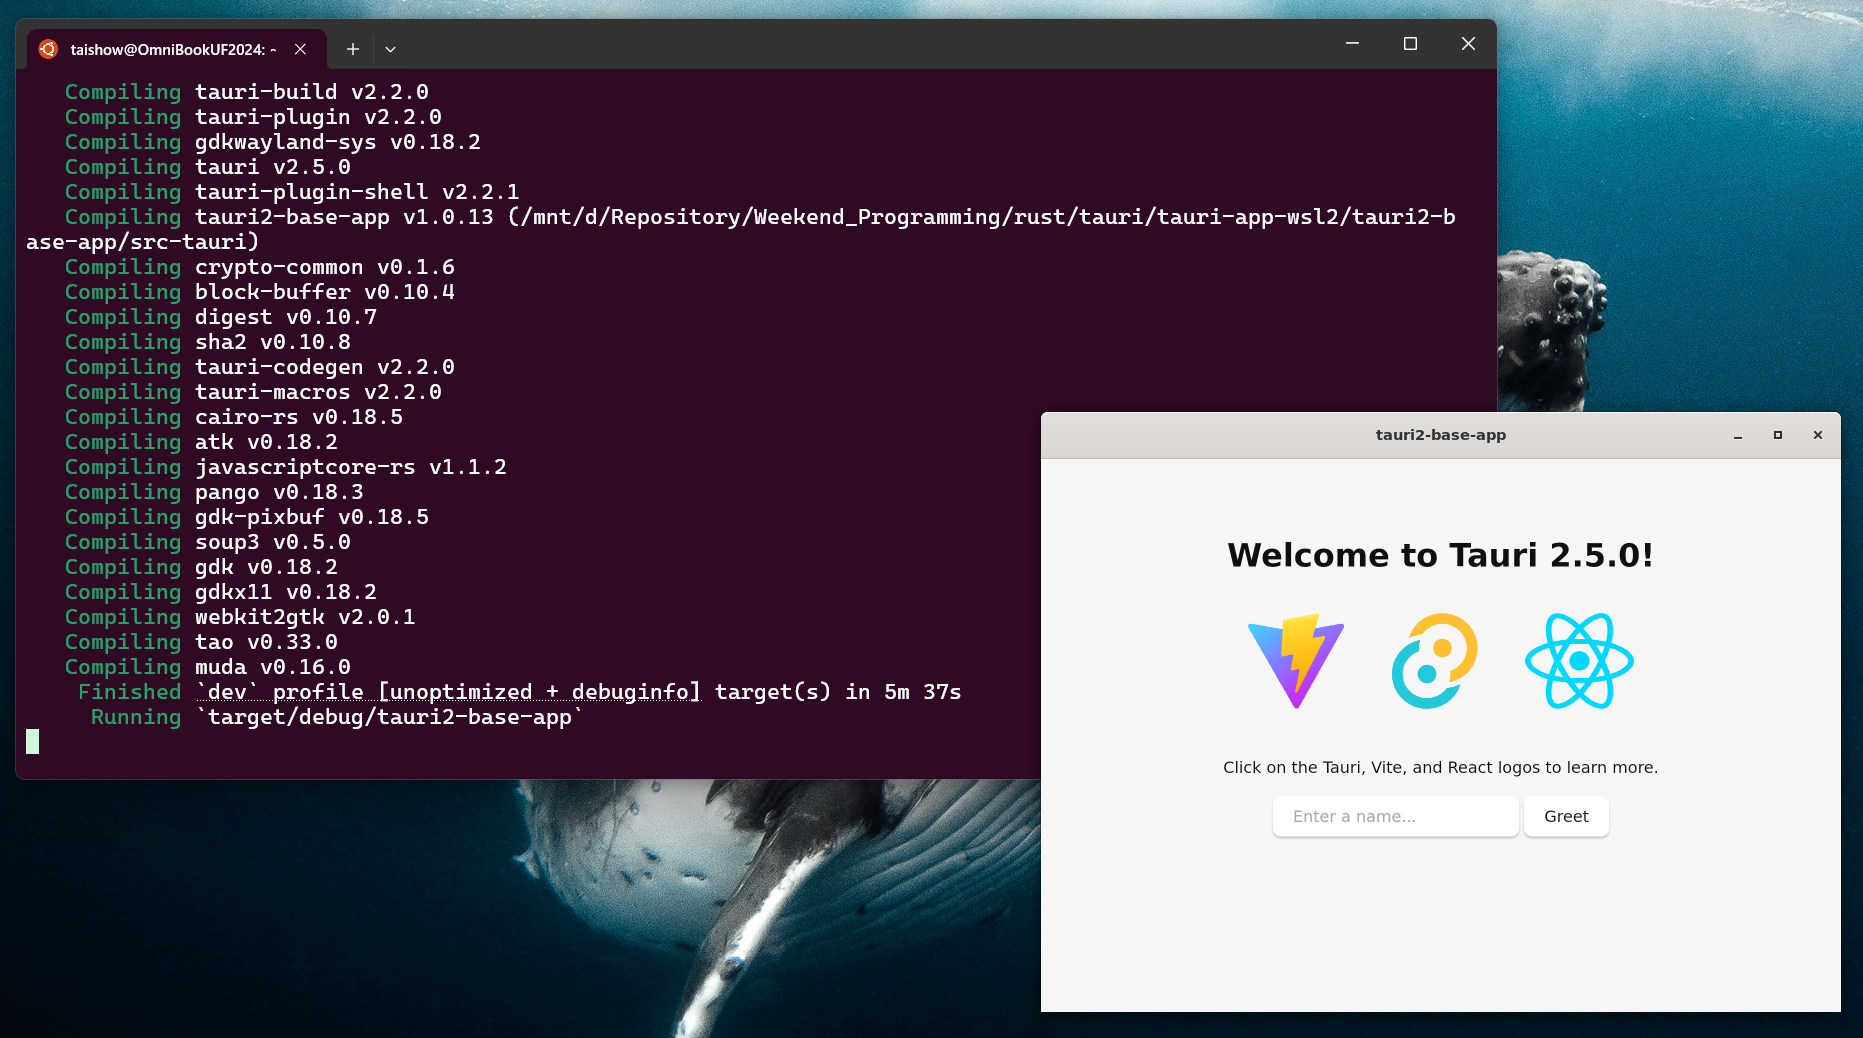 taishow@OmniBookUF2024: ~
Compiling tauri-build v2.2.0
Compiling tauri-plugin v2.2.0
Compiling gdkwayland-sys v0.18.2
Compiling tauri v2.5.0
Compiling tauri-plugin-shell v2.2.1
Compiling tauri2-base-app v1.0.13 (/mnt/d/Repository/Weekend_Programming/rust/tauri/tauri-app-wsl2/tauri2-b
ase-app/src-tauri)
Compiling crypto-common v0.1.6
Compiling block-buffer v0.10.4
Compiling digest v0.10.7
Compiling sha2 v0.10.8
Compiling tauri-codegen v2.2.0
Compiling tauri-macros v2.2.0
Compiling cairo-rs v0.18.5
Compiling atk v0.18.2
Compiling javascriptcore-rs v1.1.2
Compiling pango v0.18.3
Compiling gdk-pixbuf v0.18.5
Compiling soup3 v0.5.0
Compiling gdk v0.18.2
Compiling gdkx11 v0.18.2
Compiling webkit2gtk v2.0.1
Compiling tao v0.33.0
Compiling muda v0.16.0
Finished `dev` profile [unoptimized + debuginfo] target(s) in 5m 37s
Running `target/debug/tauri2-base-app`
tauri2-base-app
Welcome to Tauri 2.5.0!
Click on the Tauri, Vite, and React logos to learn more.
Enter a name...
Greet